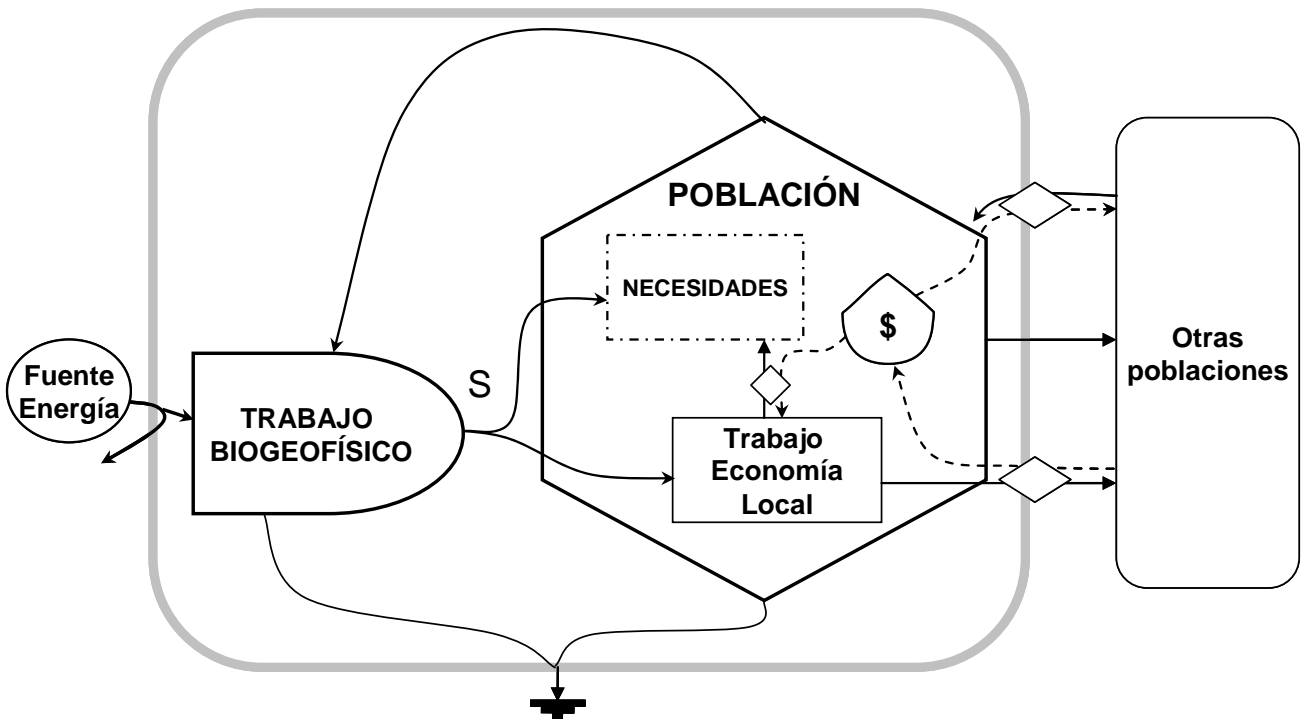 POBLACIÓN
NECESIDADES
$
Otras
poblaciones
Fuente
Energía
S
TRABAJO
BIOGEOFÍSICO
Trabajo
Economía
Local